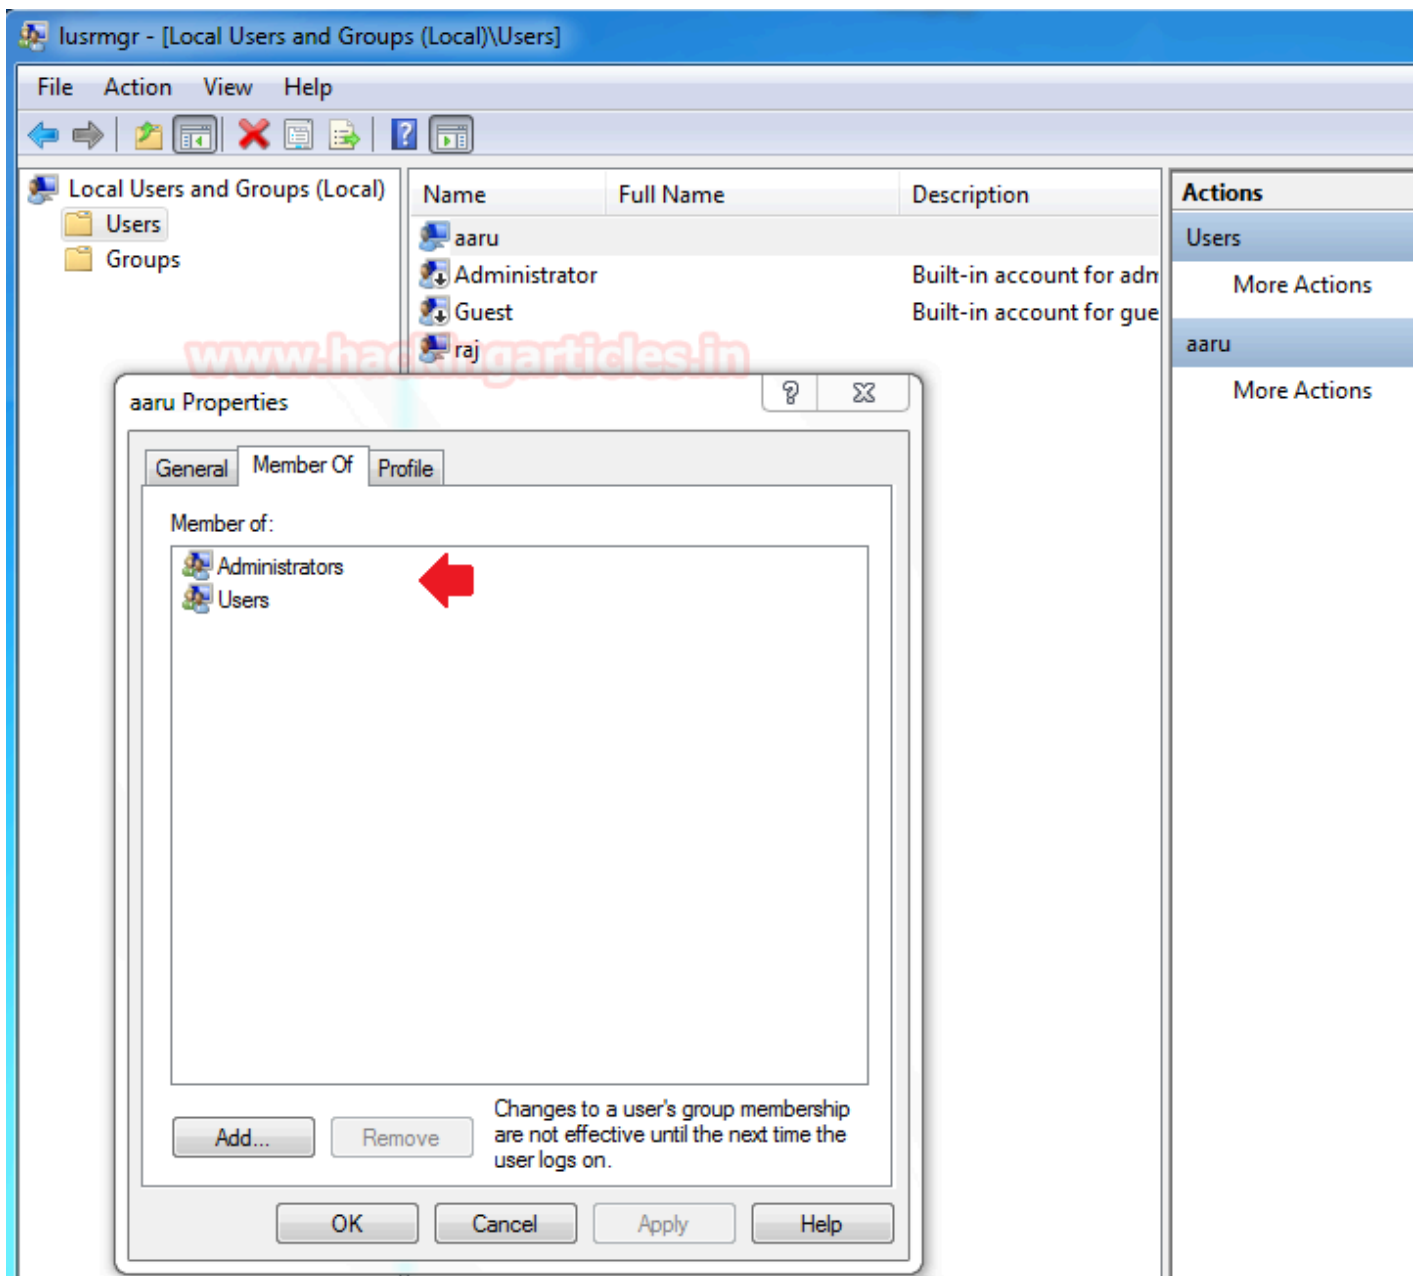 lusrmgr - [Local Users and Groups (Local)\Users]
File Action View Help
Local Users and Groups (Local)
Users
Groups
Name Full Name Description
aaru
Administrator Built-in account for adm
Guest Built-in account for gue
raj
Actions
Users
More Actions
aaru
More Actions
www.hackingarticles.in
aaru Properties
General Member Of Profile
Member of:
Administrators
Users
Add... Remove
Changes to a user's group membership
are not effective until the next time the
user logs on.
OK Cancel Apply Help